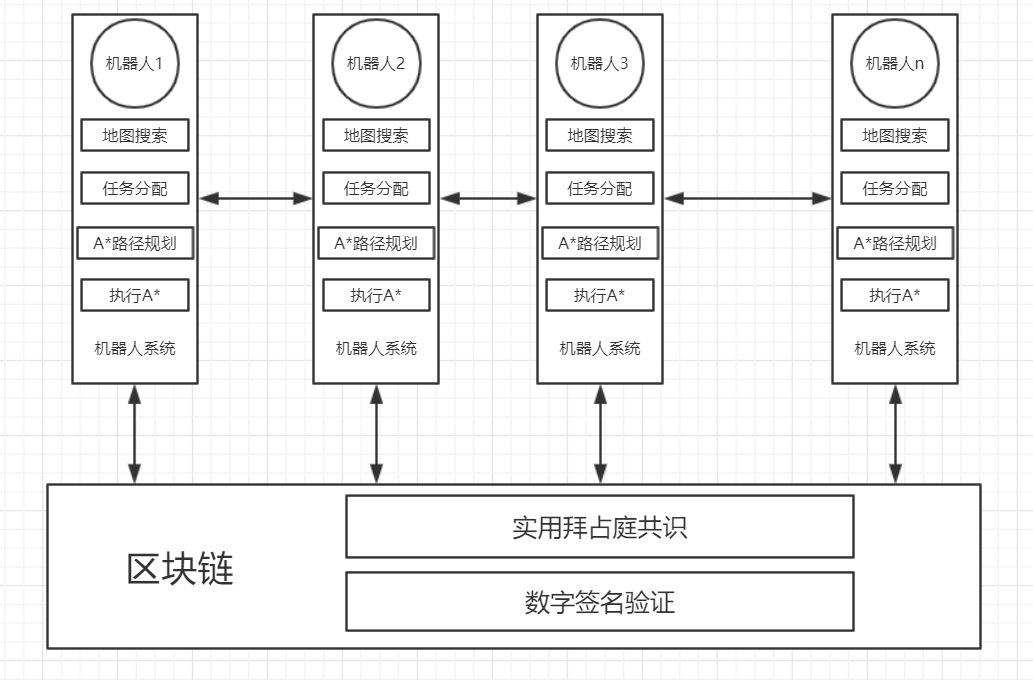 机器人1
地图搜索
任务分配
A*路径规划
执行A*
机器人系统
机器人2
地图搜索
任务分配
A*路径规划
执行A*
机器人系统
机器人3
地图搜索
任务分配
A*路径规划
执行A*
机器人系统
机器人n
地图搜索
任务分配
A*路径规划
执行A*
机器人系统
区块链
实用拜占庭共识
数字签名验证